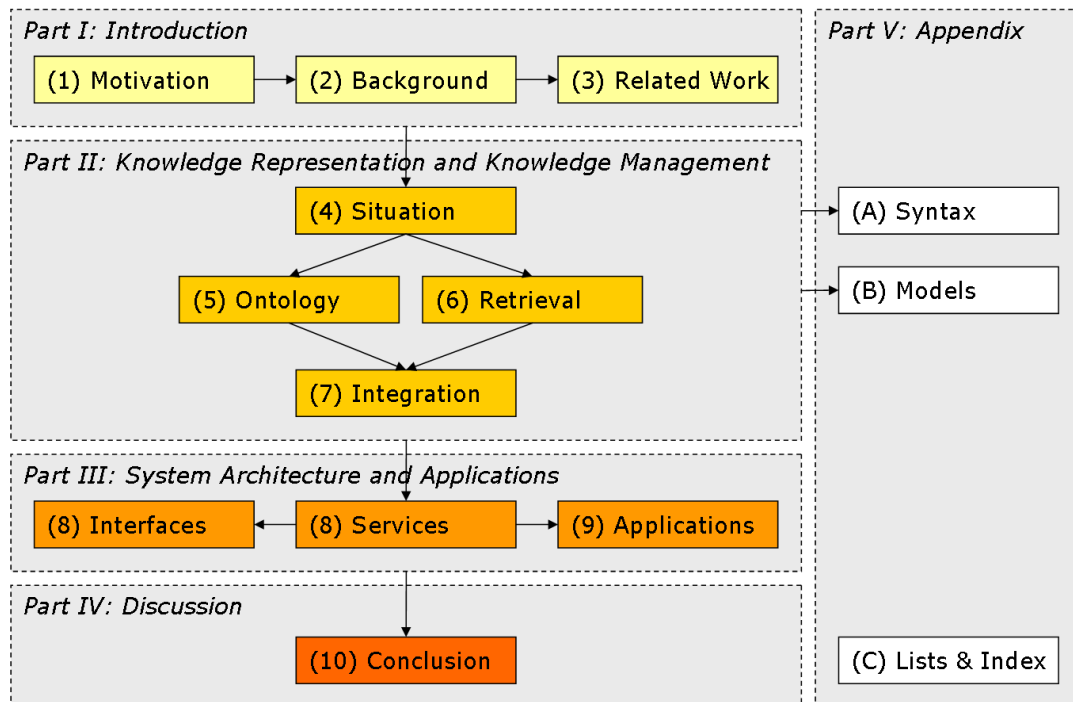 Part I: Introduction
(1) Motivation
(2) Background
(3) Related Work
Part II: Knowledge Representation and Knowledge Management
(4) Situation
(5) Ontology
(6) Retrieval
(7) Integration
Part III: System Architecture and Applications
(8) Interfaces
(8) Services
(9) Applications
Part IV: Discussion
(10) Conclusion
Part V: Appendix
(A) Syntax
(B) Models
(C) Lists & Index